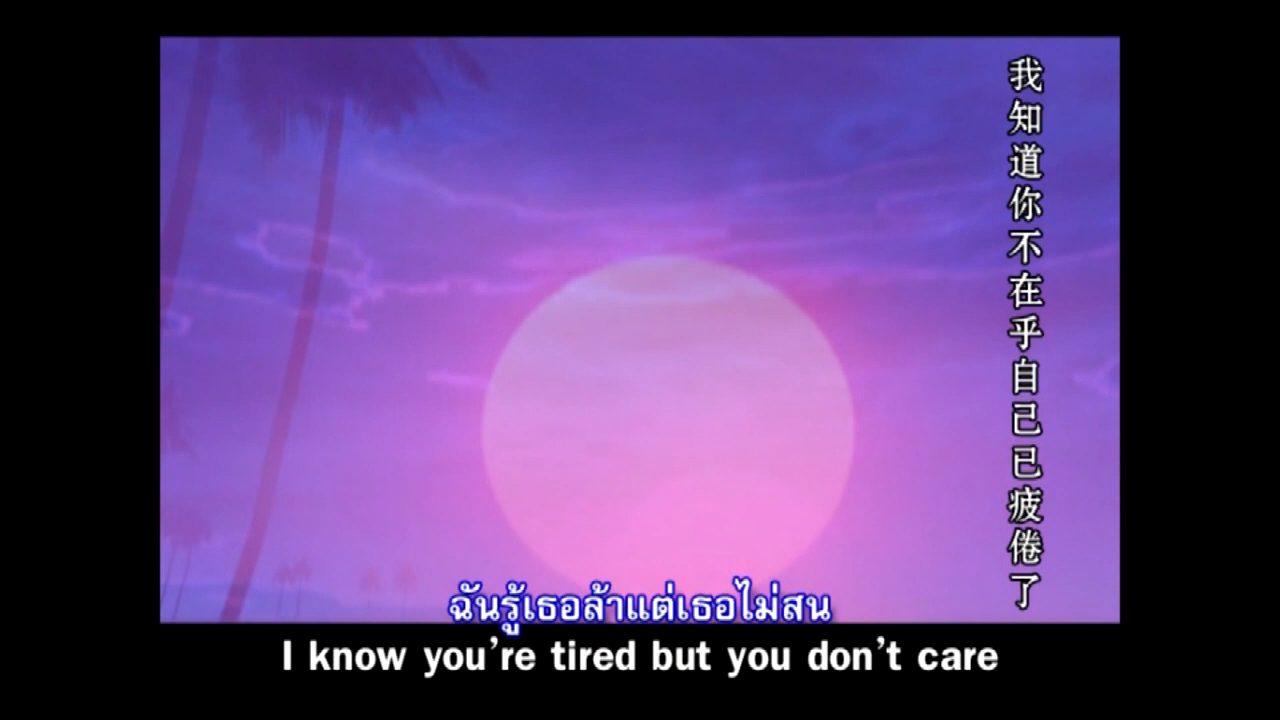 我知道你不在乎自己已疲倦了
ฉันรู้เธอล้าแต่เธอไม่สน
I know you’re tired but you don’t care